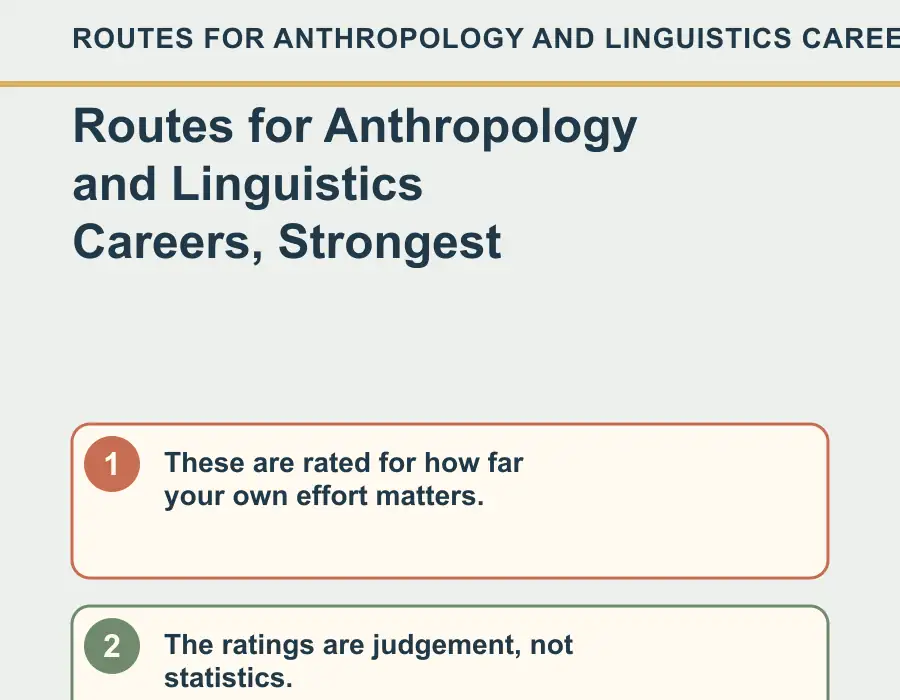 ROUTES FOR ANTHROPOLOGY AND LINGUISTICS
Routes for Anthropology
and Linguistics
Careers, Strongest
1
These are rated for how far
your own effort matters.
2
The ratings are judgement, not
statistics.